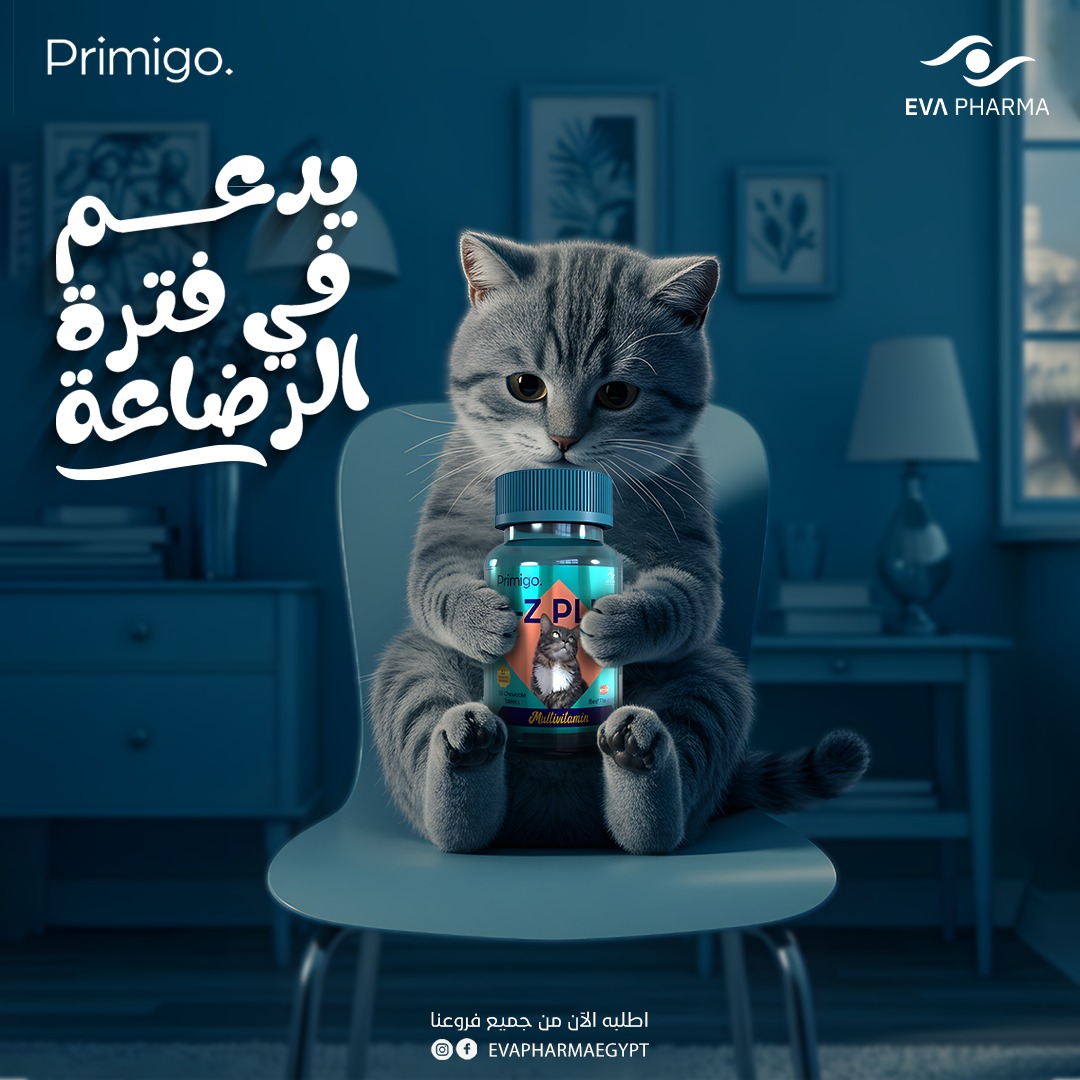 Primigo.
EVA PHARMA
يدعم
في فترة
الرضاعة
Primigo.
Multivitamin
اطلبه الآن من جميع فروعنا
EVAPHARMAEGYPT